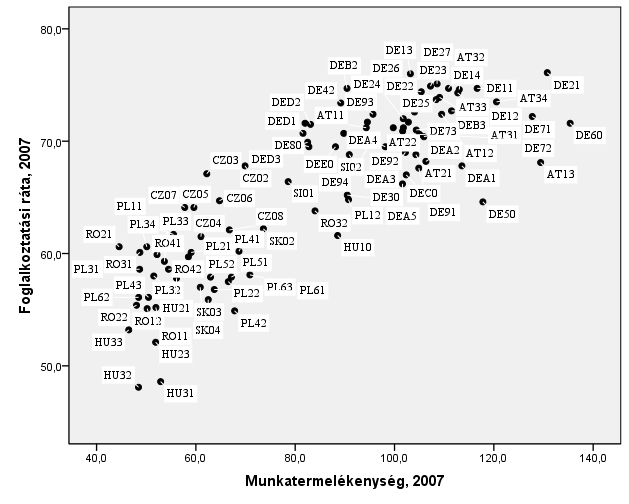 80,0
DE13
DE27
AT32
DEB2
DE26
DE24
DE22
DE23
DE14
DE21
DE42
DE93
DE25
DE11
AT34
DED2
AT11
AT33
DE12
DED1
DEA4
DE73
DEB3
AT31
DE71
DE60
70,0
DE80
AT22
DE72
CZ03
DED3
DEE0
SI02
DE92
DEA2
AT12
CZ02
DEA3
AT21
DEA1
AT13
CZ07
CZ05
CZ06
SI01
DE94
DE30
DEC0
PL11
PL12
DEA5
DE91
DE50
PL34
PL33
CZ04
CZ08
RO32
RO21
RO41
PL21
PL41
SK02
HU10
60,0
PL31
RO31
RO42
PL52
PL51
PL43
PL32
PL22
PL63
PL61
PL62
HU21
SK03
RO22
RO12
SK04
PL42
HU33
RO11
HU23
50,0
HU32
HU31
40,0
60,0
80,0
100,0
120,0
140,0
Foglalkoztatási ráta, 2007
Munkatermelékenység, 2007